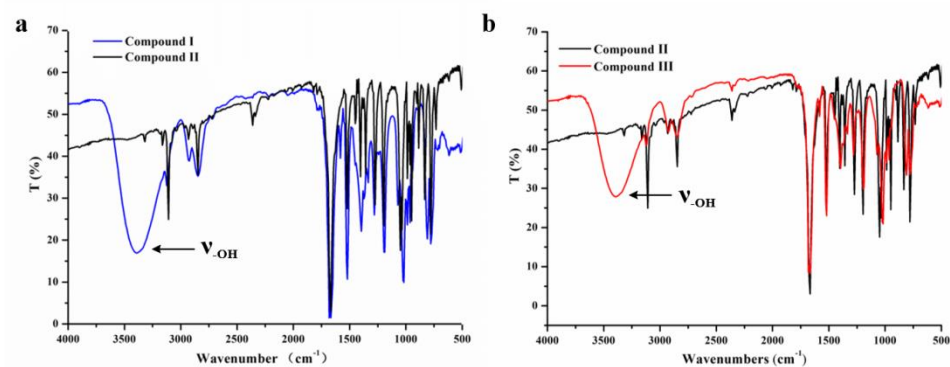 a
Compound I
Compound II
T (%)
70
60
50
40
30
20
10
0
ν-OH
4000 3500 3000 2500 2000 1500 1000 500
Wavenumber (cm-1)
b
Compound II
Compound III
T (%)
70
60
50
40
30
20
10
0
ν-OH
4000 3500 3000 2500 2000 1500 1000 500
Wavenumbers (cm-1)